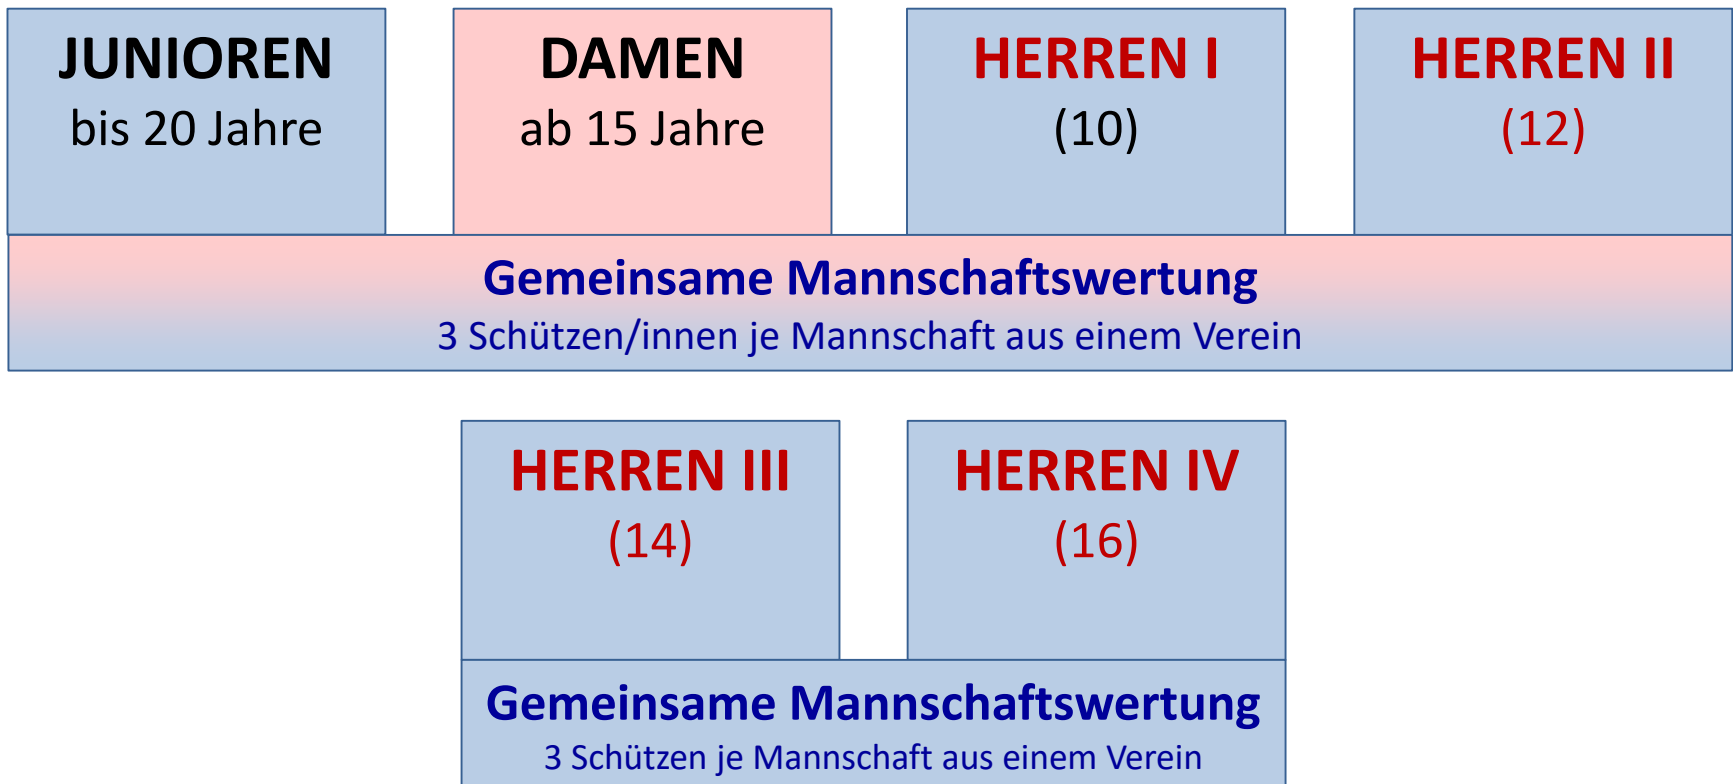 JUNIOREN
bis 20 Jahre
DAMEN
ab 15 Jahre
HERREN I
(10)
HERREN II
(12)
Gemeinsame Mannschaftswertung
3 Schützen/innen je Mannschaft aus einem Verein
HERREN III
(14)
HERREN IV
(16)
Gemeinsame Mannschaftswertung
3 Schützen je Mannschaft aus einem Verein